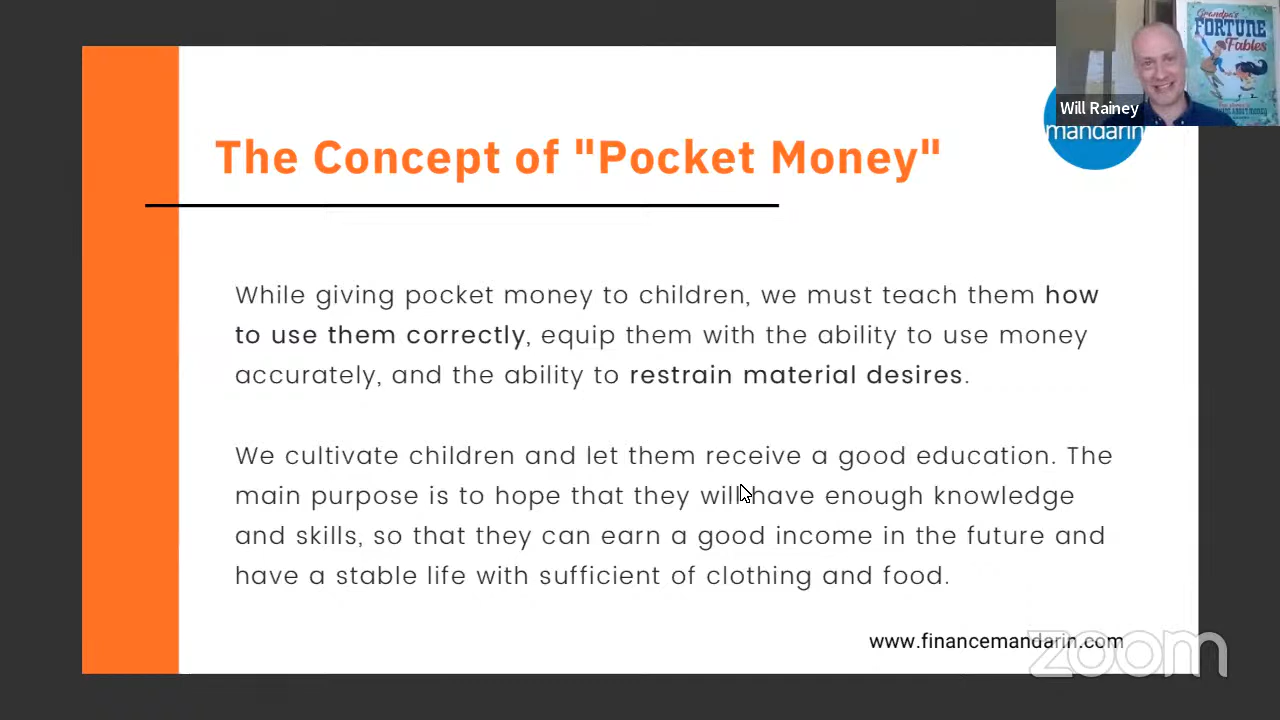 Grandpa's
FORTUNE
Fables
Will Rainey
mandarin
The Concept of "Pocket Money"
While giving pocket money to children, we must teach them how
to use them correctly, equip them with the ability to use money
accurately, and the ability to restrain material desires.
We cultivate children and let them receive a good education. The
main purpose is to hope that they will have enough knowledge
and skills, so that they can earn a good income in the future and
have a stable life with sufficient of clothing and food.
www.financemandarin.com
zoom